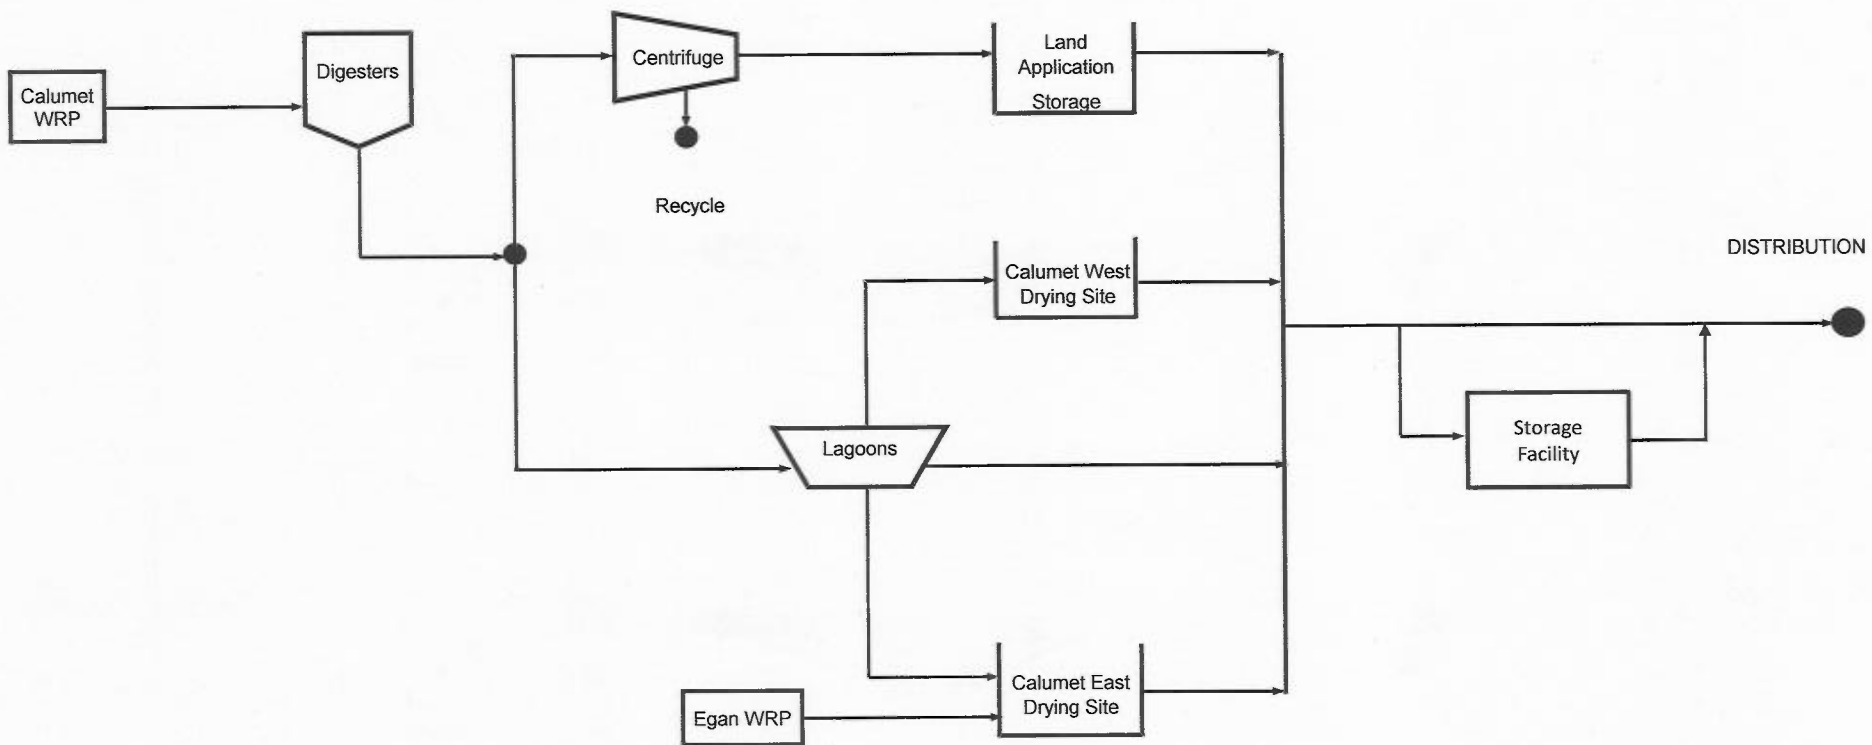 Calumet
WRP
Digesters
Centrifuge
Recycle
Land
Application
Storage
Calumet West
Drying Site
Lagoons
Egan WRP
Calumet East
Drying Site
DISTRIBUTION
Storage
Facility